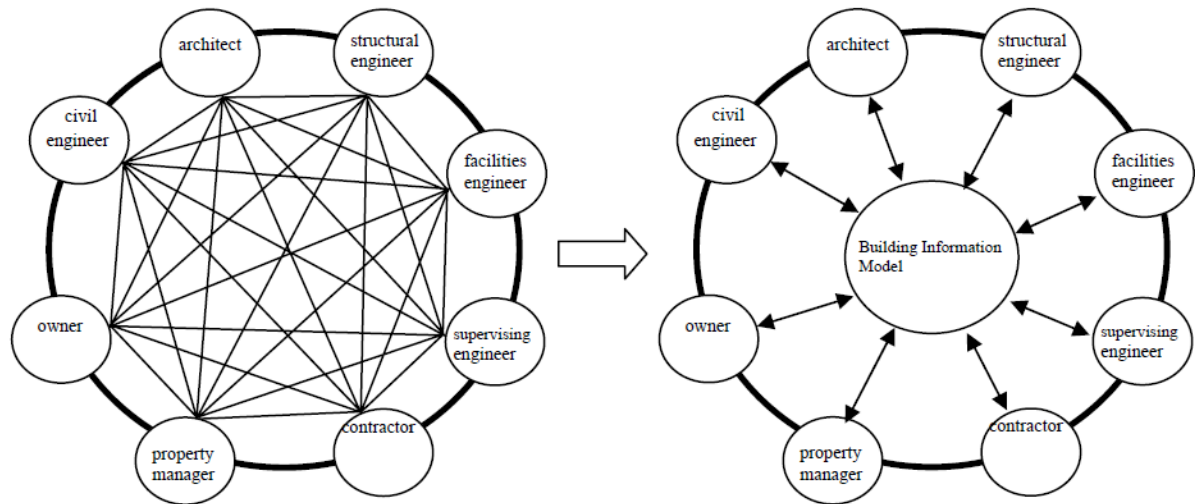 architect
structural
engineer
civil
engineer
facilities
engineer
owner
supervising
engineer
property
manager
contractor
architect
structural
engineer
civil
engineer
facilities
engineer
Building Information
Model
owner
supervising
engineer
property
manager
contractor